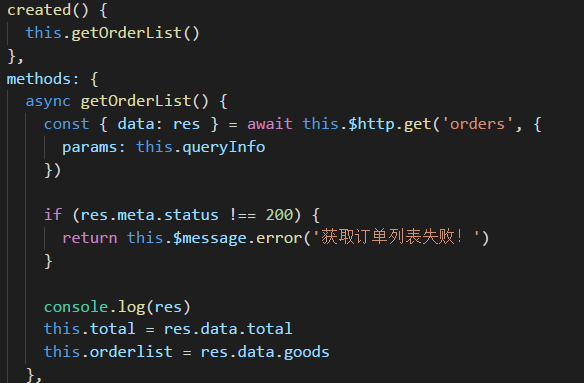 created() {
this.getOrderList()
},
methods: {
async getOrderList() {
const { data: res } = await this.$http.get('orders', {
params: this.queryInfo
})
if (res.meta.status !== 200) {
return this.$message.error('获取订单列表失败！')
}
console.log(res)
this.total = res.data.total
this.orderlist = res.data.goods
},